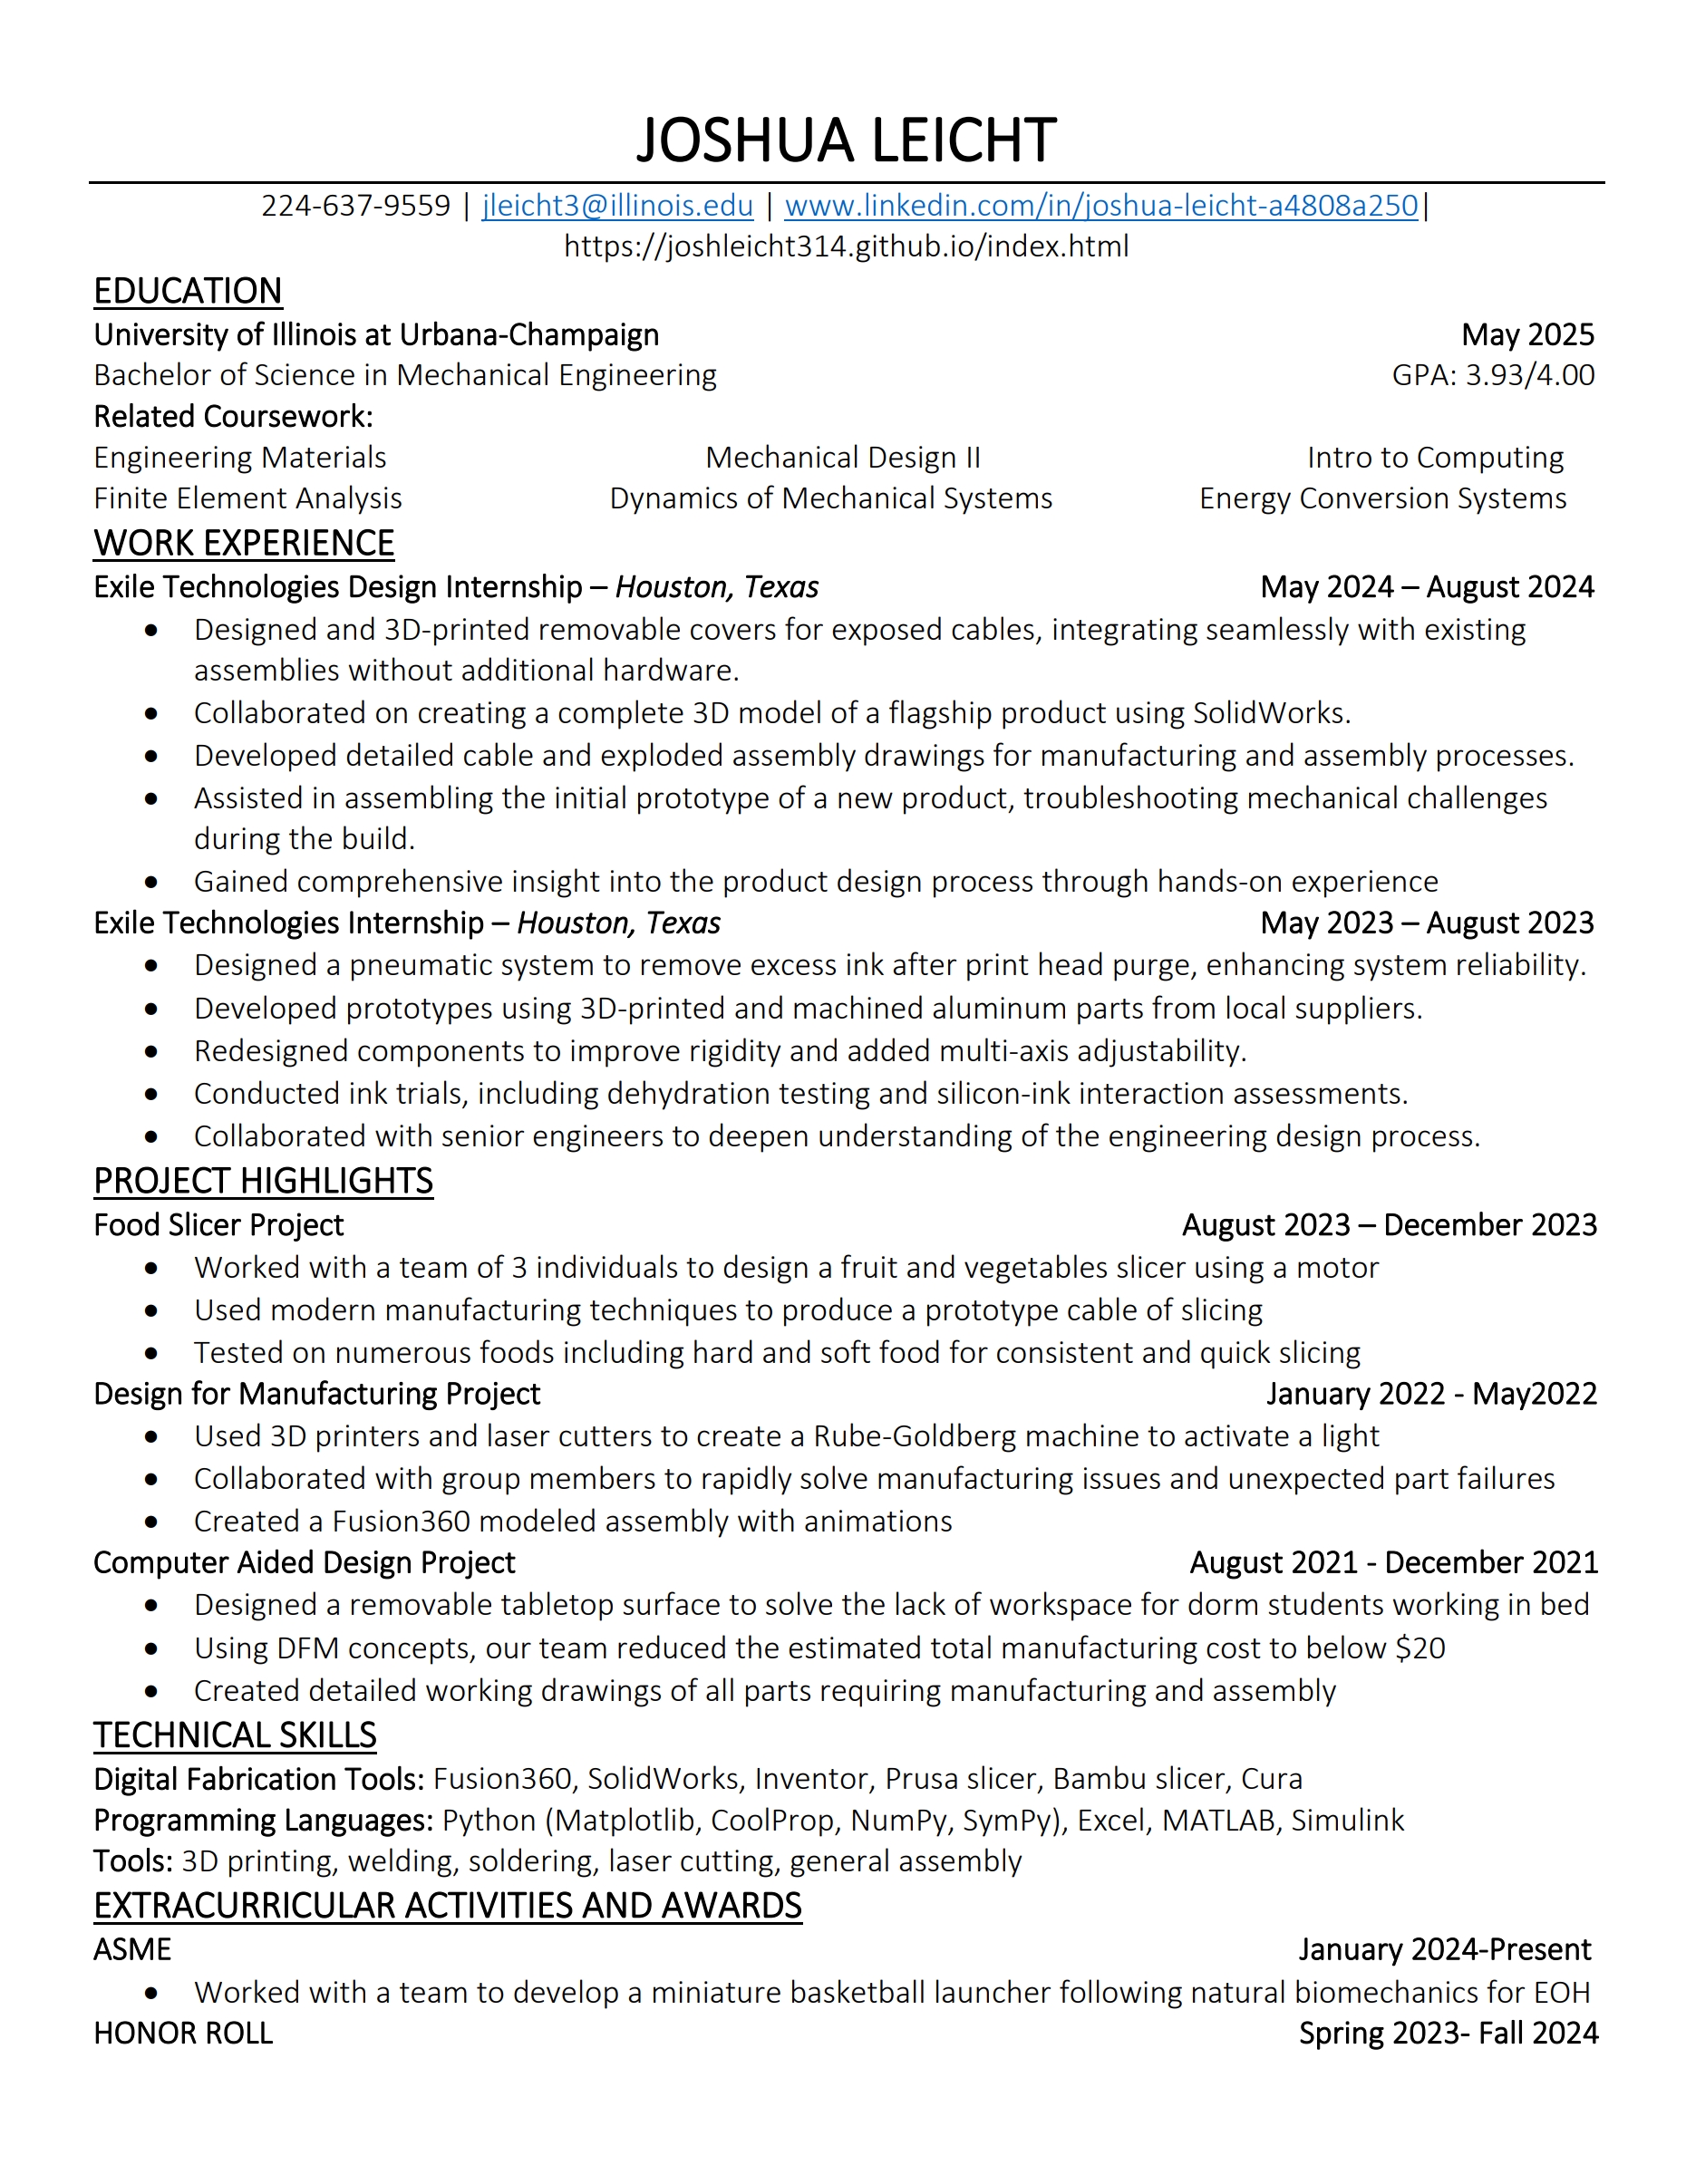 JOSHUA LEICHT
224-637-9559 | jleicht3@illinois.edu | www.linkedin.com/in/joshua-leicht-a4808a250|
https://joshleicht314.github.io/index.html
EDUCATION
University of Illinois at Urbana-Champaign May 2025
Bachelor of Science in Mechanical Engineering GPA: 3.93/4.00
Related Coursework:
Engineering Materials Mechanical Design II Intro to Computing
Finite Element Analysis Dynamics of Mechanical Systems Energy Conversion Systems
WORK EXPERIENCE
Exile Technologies Design Internship – Houston, Texas May 2024 – August 2024
• Designed and 3D-printed removable covers for exposed cables, integrating seamlessly with existing
assemblies without additional hardware.
• Collaborated on creating a complete 3D model of a flagship product using SolidWorks.
• Developed detailed cable and exploded assembly drawings for manufacturing and assembly processes.
• Assisted in assembling the initial prototype of a new product, troubleshooting mechanical challenges
during the build.
• Gained comprehensive insight into the product design process through hands-on experience
Exile Technologies Internship – Houston, Texas May 2023 – August 2023
• Designed a pneumatic system to remove excess ink after print head purge, enhancing system reliability.
• Developed prototypes using 3D-printed and machined aluminum parts from local suppliers.
• Redesigned components to improve rigidity and added multi-axis adjustability.
• Conducted ink trials, including dehydration testing and silicon-ink interaction assessments.
• Collaborated with senior engineers to deepen understanding of the engineering design process.
PROJECT HIGHLIGHTS
Food Slicer Project August 2023 – December 2023
• Worked with a team of 3 individuals to design a fruit and vegetables slicer using a motor
• Used modern manufacturing techniques to produce a prototype cable of slicing
• Tested on numerous foods including hard and soft food for consistent and quick slicing
Design for Manufacturing Project January 2022 - May2022
• Used 3D printers and laser cutters to create a Rube-Goldberg machine to activate a light
• Collaborated with group members to rapidly solve manufacturing issues and unexpected part failures
• Created a Fusion360 modeled assembly with animations
Computer Aided Design Project August 2021 - December 2021
• Designed a removable tabletop surface to solve the lack of workspace for dorm students working in bed
• Using DFM concepts, our team reduced the estimated total manufacturing cost to below $20
• Created detailed working drawings of all parts requiring manufacturing and assembly
TECHNICAL SKILLS
Digital Fabrication Tools: Fusion360, SolidWorks, Inventor, Prusa slicer, Bambu slicer, Cura
Programming Languages: Python (Matplotlib, CoolProp, NumPy, SymPy), Excel, MATLAB, Simulink
Tools: 3D printing, welding, soldering, laser cutting, general assembly
EXTRACURRICULAR ACTIVITIES AND AWARDS
ASME January 2024-Present
• Worked with a team to develop a miniature basketball launcher following natural biomechanics for EOH
HONOR ROLL Spring 2023- Fall 2024